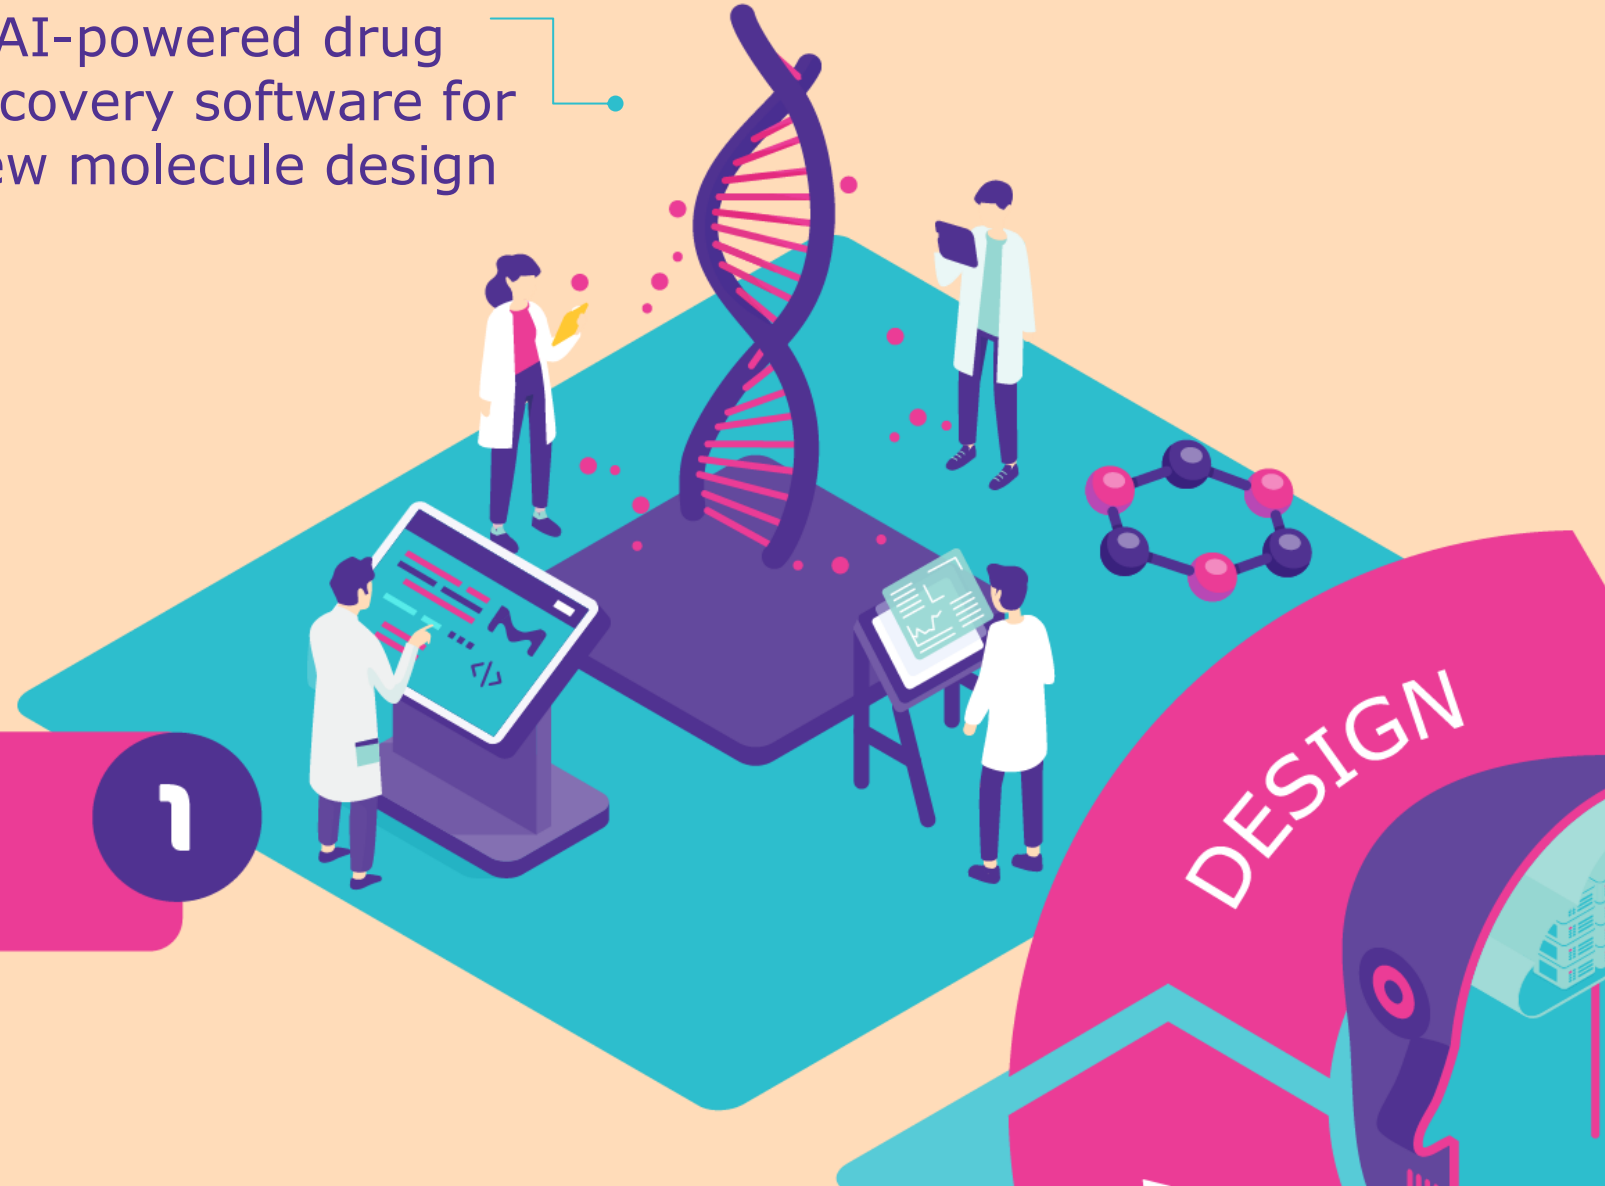 AI-powered drug
covery software for
ew molecule design
1
DESIGN
</>